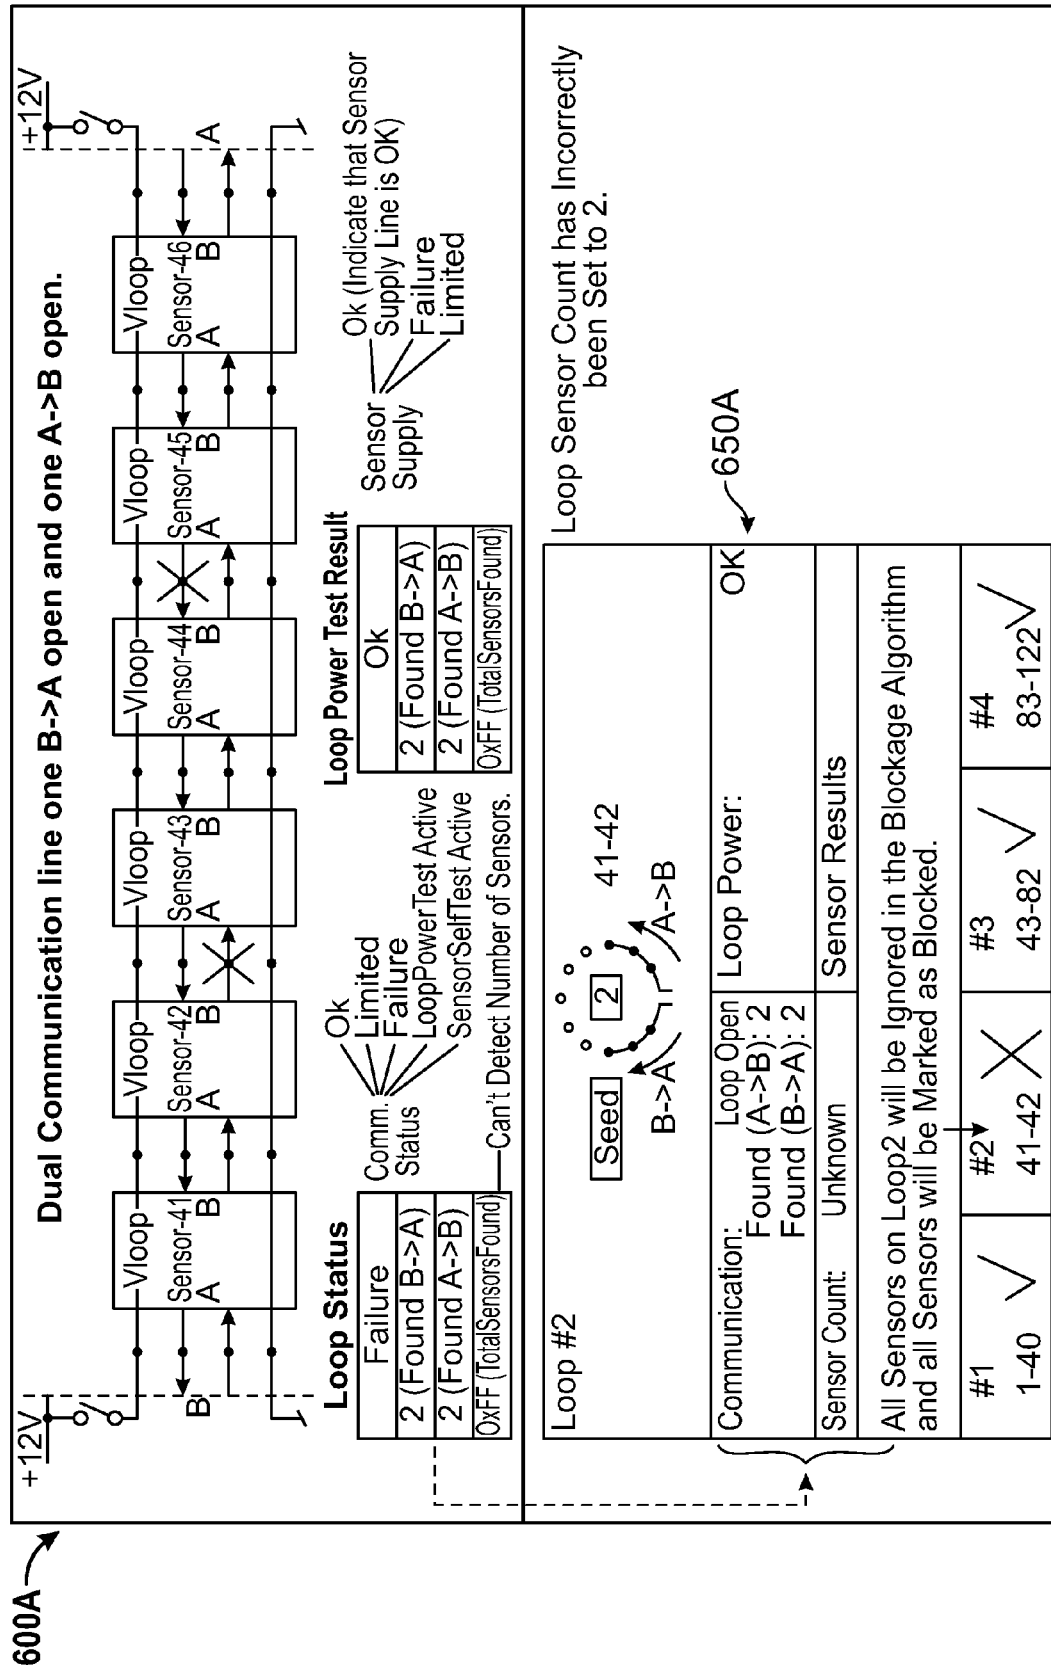 600A
Dual Communication line one B->A open and one A->B open.
+12V
+12V
Vloop
Vloop
Vloop
Vloop
Vloop
Vloop
Sensor-41
Sensor-42
Sensor-43
Sensor-44
Sensor-45
Sensor-46
B
A
B
A
B
A
B
A
B
A
B
A
B
A
Loop Status
Failure
2 (Found B->A)
2 (Found A->B)
OxFF (TotalSensorsFound)
Comm.
Status
Ok
Limited
Failure
LoopPowerTest Active
SensorSelfTest Active
Can't Detect Number of Sensors.
Loop Power Test Result
Ok
2 (Found B->A)
2 (Found A->B)
OxFF (TotalSensorsFound)
Sensor
Supply
Ok (Indicate that Sensor
Supply Line is OK)
Failure
Limited
Loop #2
Seed
2
41-42
B->A
A->B
Communication:
Loop Open
Found (A->B): 2
Found (B->A): 2
Loop Power:
OK
Sensor Count:
Unknown
Sensor Results
All Sensors on Loop2 will be Ignored in the Blockage Algorithm
and all Sensors will be Marked as Blocked.
#1
1-40
#2
41-42
#3
43-82
#4
83-122
650A
Loop Sensor Count has Incorrectly
been Set to 2.